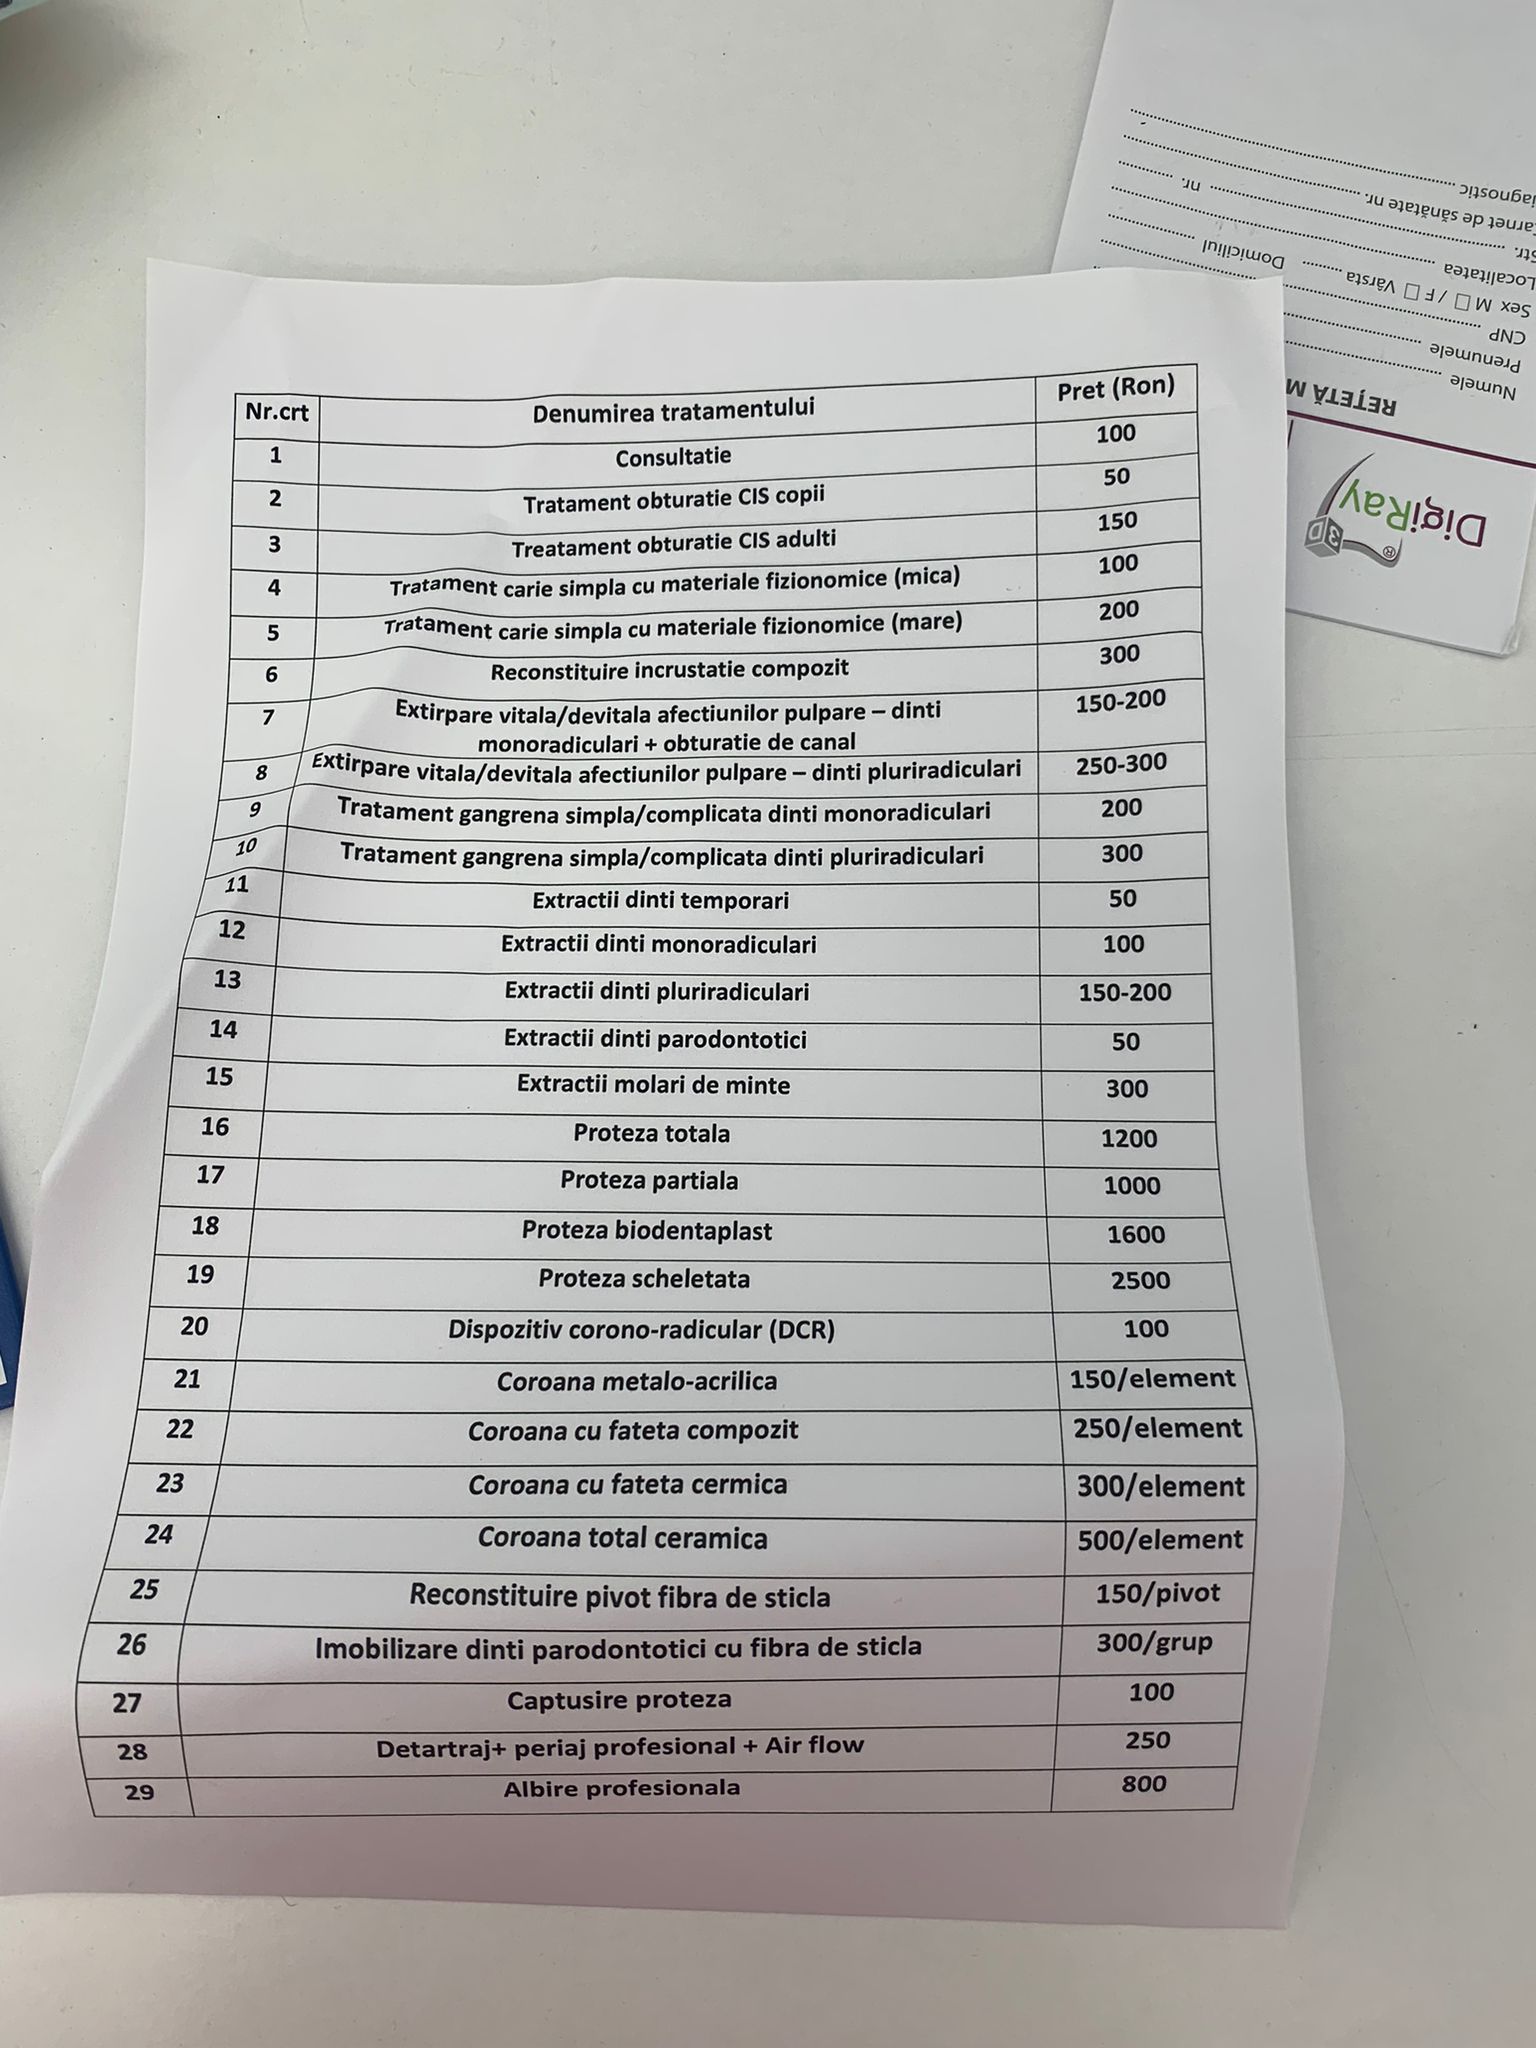 Nr.crt Denumirea tratamentului Pret (Ron)
1 Consultatie 100
2 Tratament obturatie CIS copii 50
3 Treatament obturatie CIS adulti 150
4 Tratament carie simpla cu materiale fizionomice (mica) 100
5 Tratament carie simpla cu materiale fizionomice (mare) 200
6 Reconstituire incrustatie compozit 300
7 Extirpare vitala/devitala afectiunilor pulpare – dinti 150-200
monoradiculari + obturatie de canal
8 Extirpare vitala/devitala afectiunilor pulpare – dinti pluriradiculari 250-300
9 Tratament gangrena simpla/complicata dinti monoradiculari 200
10 Tratament gangrena simpla/complicata dinti pluriradiculari 300
11 Extractii dinti temporari 50
12 Extractii dinti monoradiculari 100
13 Extractii dinti pluriradiculari 150-200
14 Extractii dinti parodontotici 50
15 Extractii molari de minte 300
16 Proteza totala 1200
17 Proteza partiala 1000
18 Proteza biodentaplast 1600
19 Proteza scheletata 2500
20 Dispozitiv corono-radicular (DCR) 100
21 Coroana metalo-acrilica 150/element
22 Coroana cu fateta compozit 250/element
23 Coroana cu fateta cermica 300/element
24 Coroana total ceramica 500/element
25 Reconstituire pivot fibra de sticla 150/pivot
26 Imobilizare dinti parodontotici cu fibra de sticla 300/grup
27 Captusire proteza 100
28 Detartraj+ periaj profesional + Air flow 250
29 Albire profesionala 800
DigiRay®
3D
REȚETĂ M
Numele
Prenumele
CNP
Sex M □ / F □ Vârsta ......... Domiciliul
Localitatea
Str. nr.
arnet de sănătate nr.
iagnostic